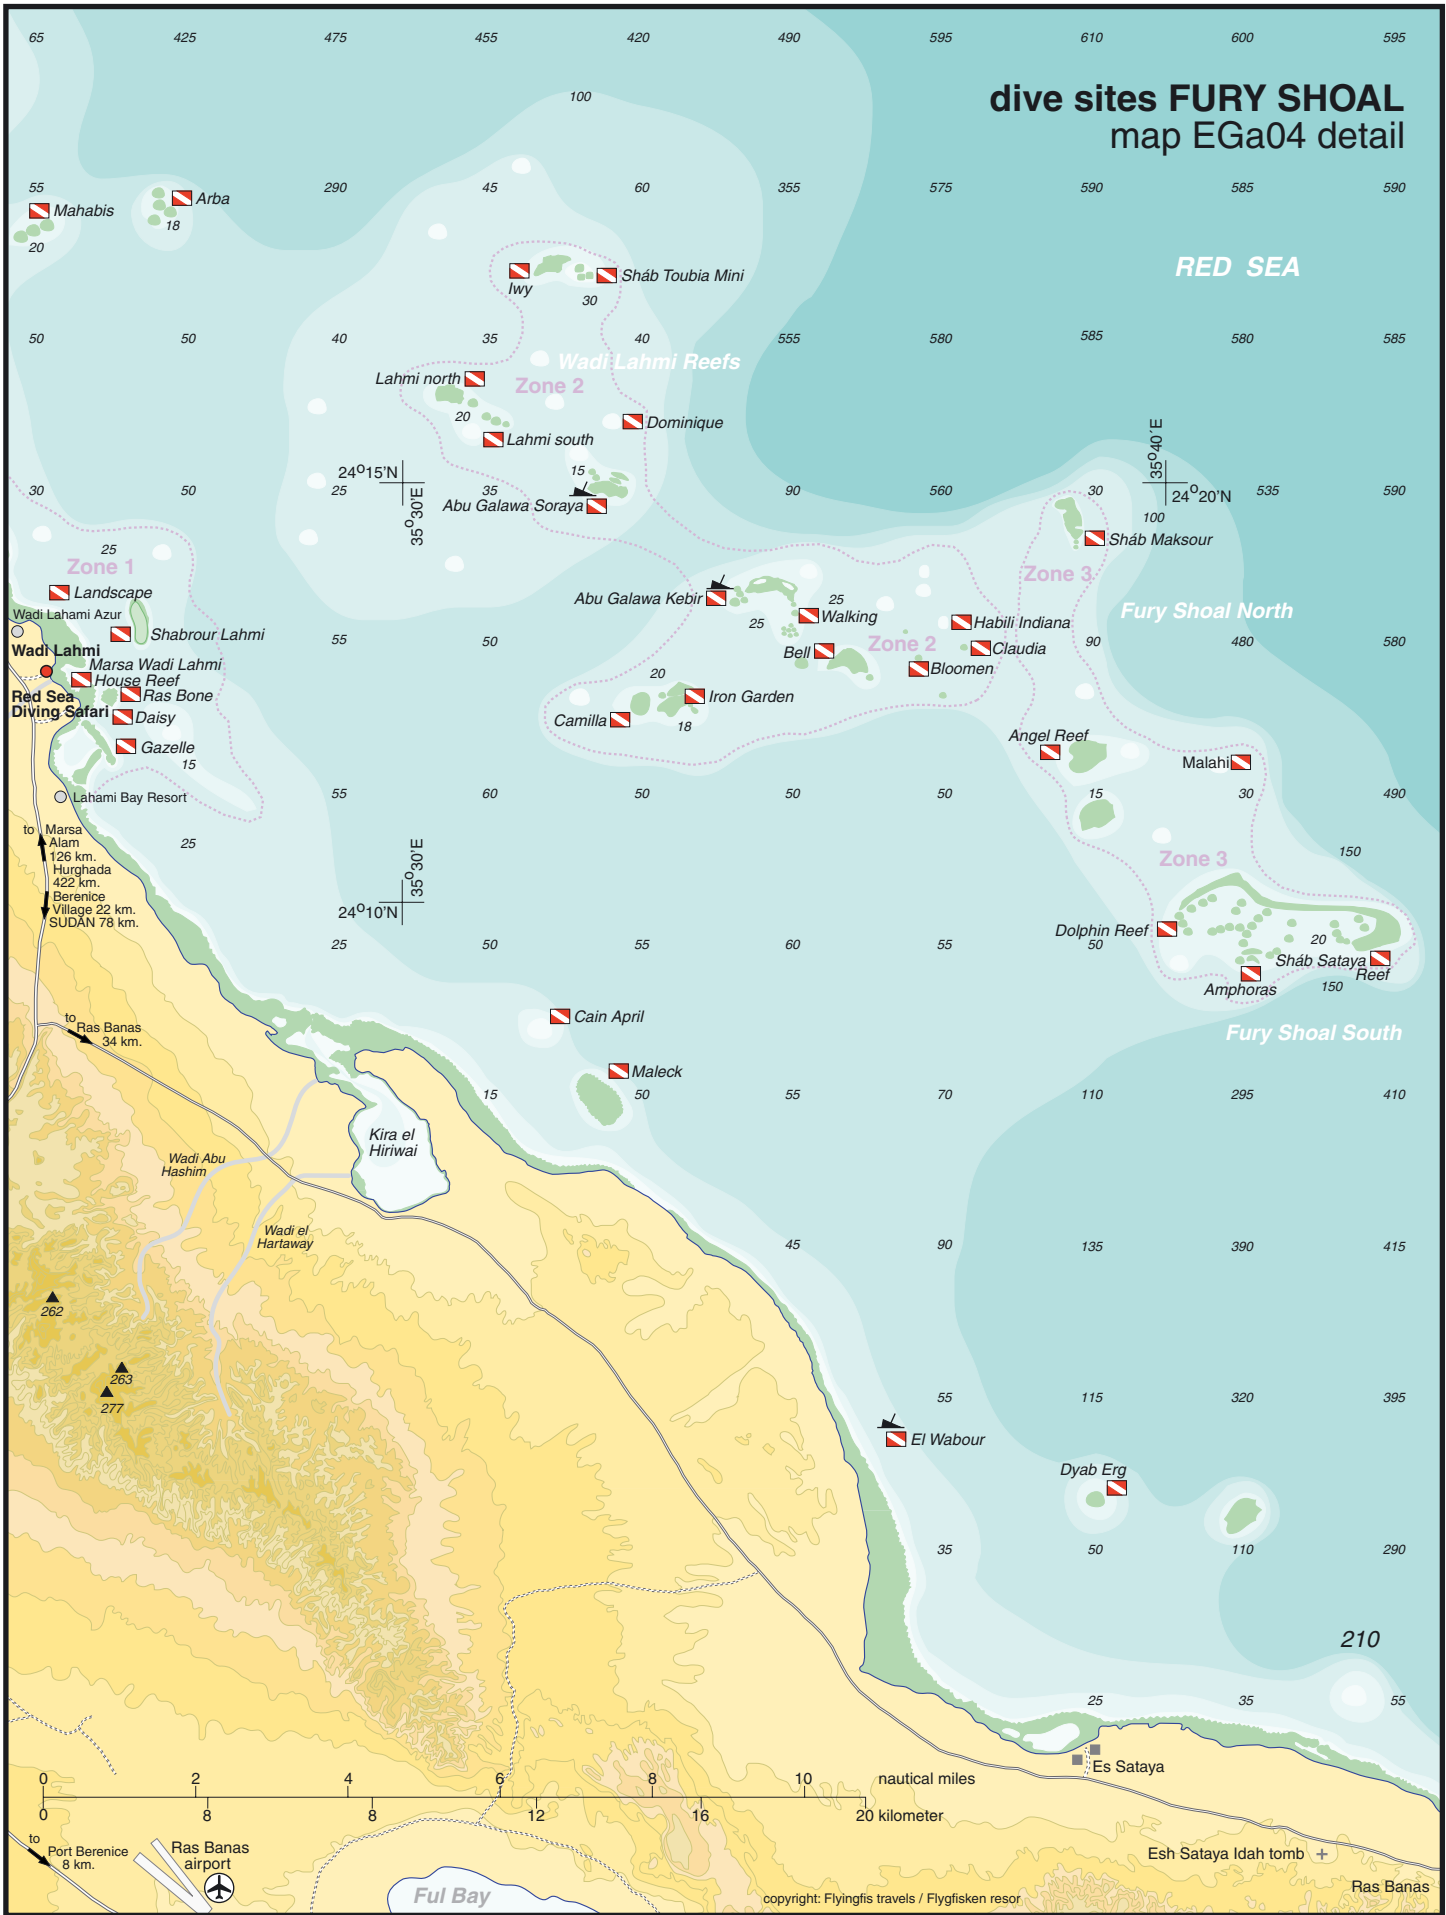 65 425 475 455 420 490 595 610 600 595
100
dive sites FURY SHOAL
map EGa04 detail
55 290 45 60 355 575 590 585 590
Mahabis
Arba
18
20
RED SEA
Iwy
Sháb Toubia Mini
30
50 50 40 35 40 555 580 585 580 585
Wadi Lahmi Reefs
Lahmi north
Zone 2
20
Dominique
Lahmi south
24º15'N
35º30'E
15
35º40´E
24º20'N
30 50 25 35 90 560 30 535 590
Abu Galawa Soraya
100
Sháb Maksour
25
Zone 1
Zone 3
Landscape
Abu Galawa Kebir
25
Fury Shoal North
Wadi Lahami Azur
Walking
Habili Indiana
25
Shabrour Lahmi
55 50 90 480 580
Zone 2
Wadi Lahmi
Bell
Claudia
Marsa Wadi Lahmi
House Reef
Bloomen
20
Red Sea
Diving Safari
Ras Bone
Iron Garden
Daisy
Camilla
18
Gazelle
Angel Reef
15
Malahi
Lahami Bay Resort
55 60 50 50 50 15 30 490
to Marsa
Alam
126 km.
Hurghada
422 km.
Berenice
Village 22 km.
SUDAN 78 km.
25
150
Zone 3
35º30'E
24º10'N
Dolphin Reef
25 50 55 60 55 50
20
Sháb Sataya
Reef
Amphoras
150
Cain April
to
Ras Banas
34 km.
Fury Shoal South
Maleck
15 50 55 70 110 295 410
Kira el
Hiriwai
Wadi Abu
Hashim
Wadi el
Hartaway
45 90 135 390 415
262
263
277
55 115 320 395
El Wabour
Dyab Erg
35 50 110 290
210
25 35 55
Es Sataya
0 2 4 6 8 10 nautical miles
0 8 8 12 16 20 kilometer
to
Port Berenice
8 km.
Ras Banas
airport
Esh Sataya Idah tomb
Ras Banas
Ful Bay
copyright: Flyingfis travels / Flygfisken resor